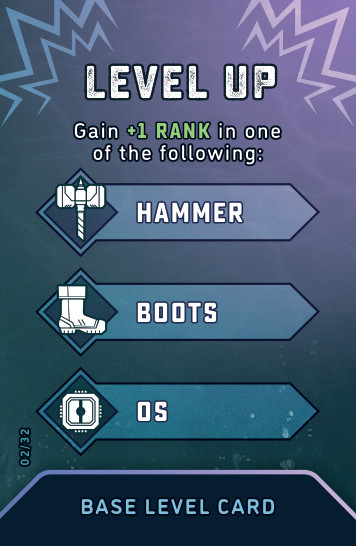 LEVEL UP
Gain +1 RANK in one
of the following:
HAMMER
BOOTS
OS
02/32
BASE LEVEL CARD